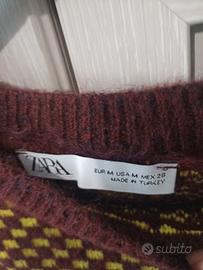 ZARA
EUR M USA M MEX 28
MADE IN TURKEY
subito